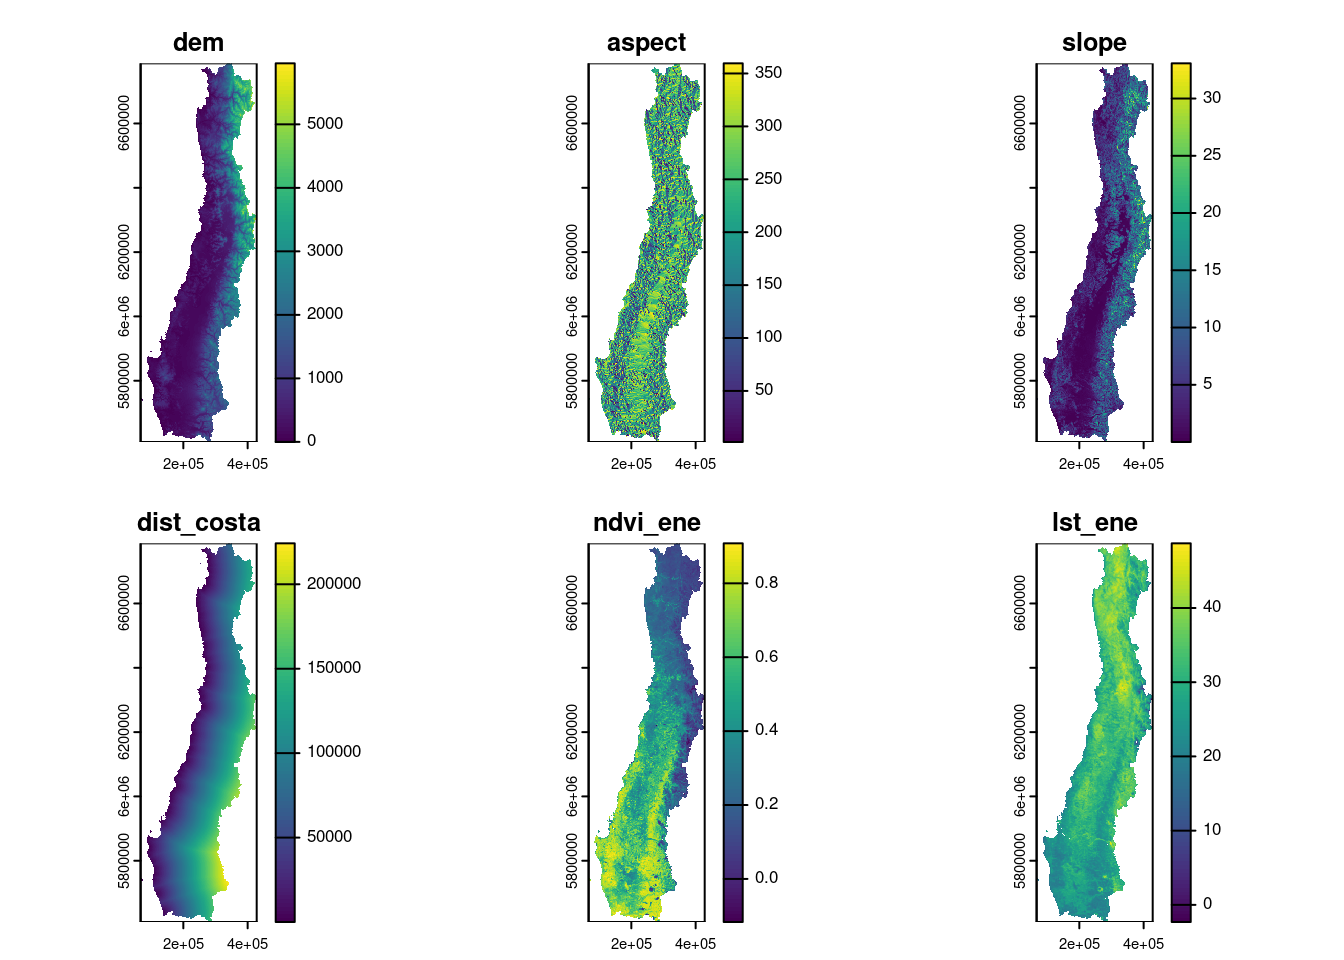 dem
6600000
6200000
6e+06
5800000
2e+05 4e+05
5000
4000
3000
2000
1000
0
aspect
6600000
6200000
6e+06
5800000
2e+05 4e+05
350
300
250
200
150
100
50
slope
6600000
6200000
6e+06
5800000
2e+05 4e+05
30
25
20
15
10
5
dist_costa
6600000
6200000
6e+06
5800000
2e+05 4e+05
200000
150000
100000
50000
ndvi_ene
6600000
6200000
6e+06
5800000
2e+05 4e+05
0.8
0.6
0.4
0.2
0.0
lst_ene
6600000
6200000
6e+06
5800000
2e+05 4e+05
40
30
20
10
0